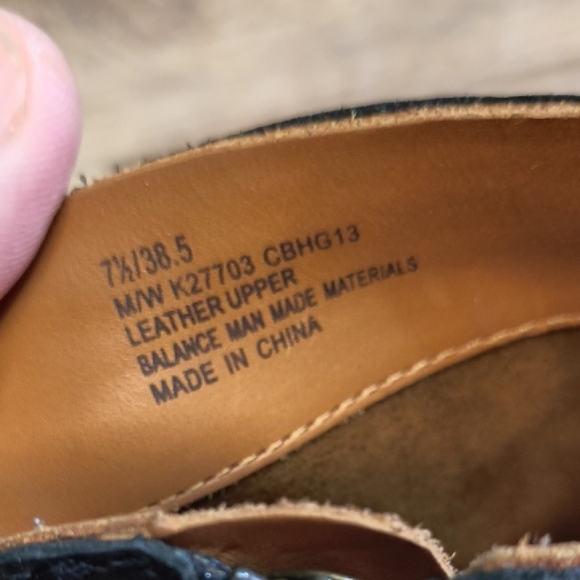 7½/38.5
M/W K27703 CBHG13
LEATHER UPPER
BALANCE MAN MADE MATERIALS
MADE IN CHINA